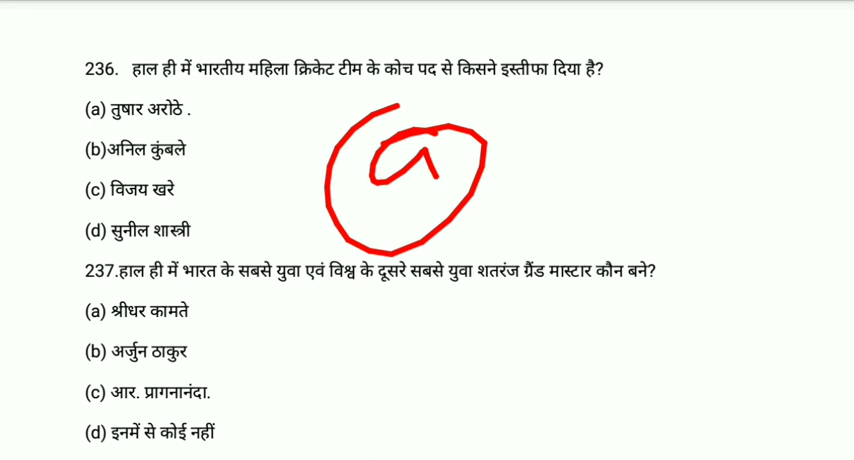 236. हाल ही में भारतीय महिला क्रिकेट टीम के कोच पद से किसने इस्तीफा दिया है?
(a) तुषार अरोठे .
(b)अनिल कुंबले
(c) विजय खरे
(d) सुनील शास्त्री
a
237.हाल ही में भारत के सबसे युवा एवं विश्व के दूसरे सबसे युवा शतरंज ग्रैंड मास्टार कौन बने?
(a) श्रीधर कामते
(b) अर्जुन ठाकुर
(c) आर. प्रागनानंदा.
(d) इनमें से कोई नहीं